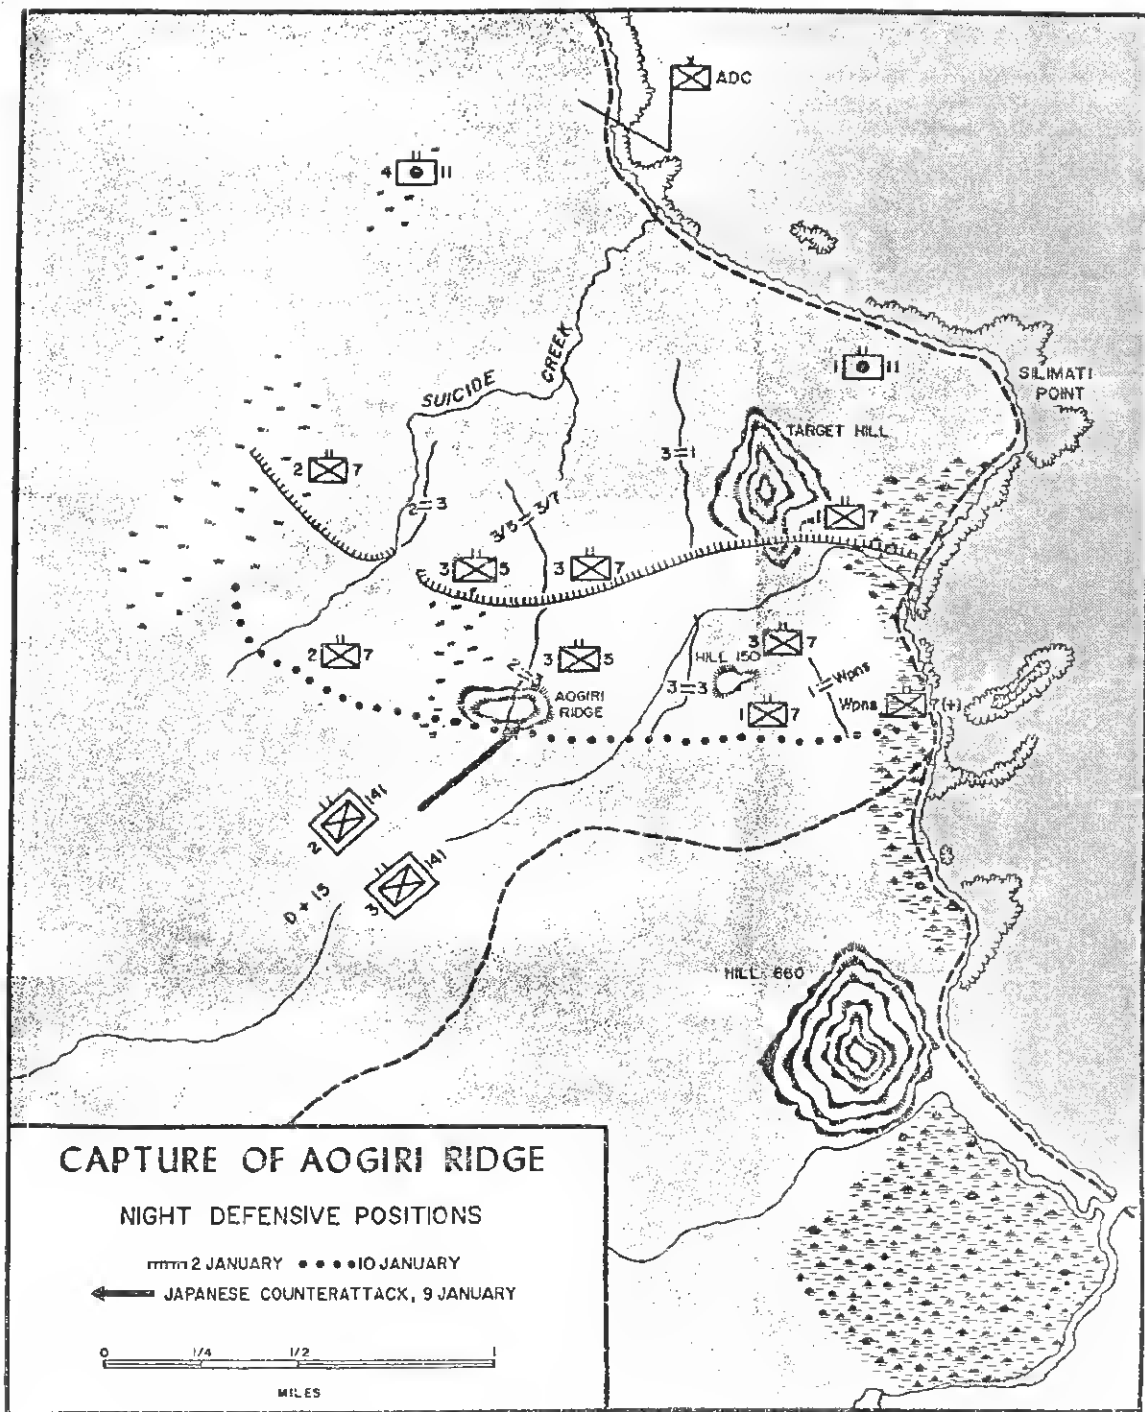 ADC
4 11
SUICIDE CREEK
1 11
SILIMATI
POINT
TARGET HILL
3 1
2 7
2 3
3/5 3/7
1 7
3 5
3 7
2 7
3 5
3 7
HILL 150
3 3
1 Wpns
Wpns 7(+)
AOGIRI
RIDGE
1 7
2 141
3 141
D + 15
HILL 660
CAPTURE OF AOGIRI RIDGE
NIGHT DEFENSIVE POSITIONS
2 JANUARY 10 JANUARY
JAPANESE COUNTERATTACK, 9 JANUARY
0 1/4 1/2 1
MILES